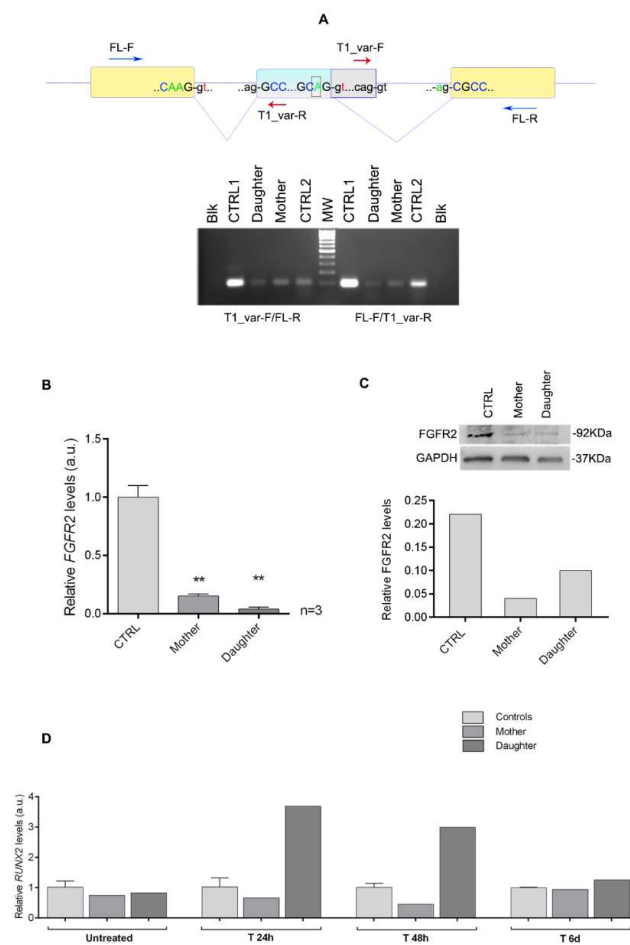 A
FL-F
T1_var-F
..CAAG-gt..
..ag-GCC...GCAG-gt...cag-gt
..-ag-CGCC..
T1_var-R
FL-R
Blk CTRL1 Daughter Mother CTRL2 MW CTRL1 Daughter Mother CTRL2 Blk
T1_var-F/FL-R FL-F/T1_var-R
B
Relative FGFR2 levels (a.u.)
1.5
1.0
0.5
0.0
** **
n=3
CTRL Mother Daughter
C
CTRL Mother Daughter
FGFR2 -92KDa
GAPDH -37KDa
Relative FGFR2 levels
0.25
0.20
0.15
0.10
0.05
0.00
CTRL Mother Daughter
Controls
Mother
Daughter
D
Relative RUNX2 levels (a.u.)
4
3
2
1
0
Untreated T 24h T 48h T 6d